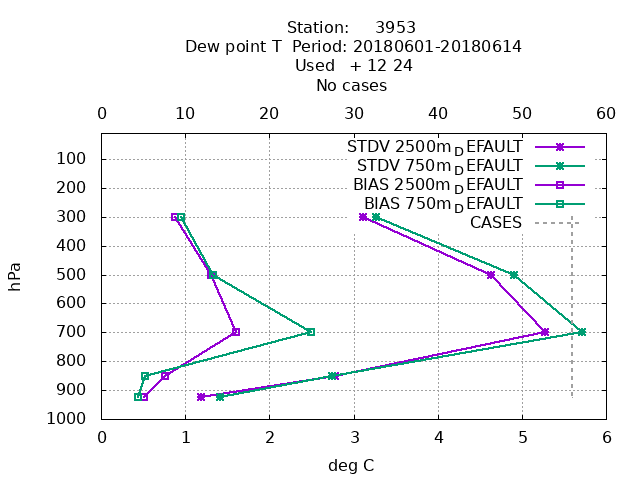 Station: 3953
Dew point T Period: 20180601-20180614
Used + 12 24
No cases
0 10 20 30 40 50 60
STDV 2500m_DEFAULT
STDV 750m_DEFAULT
BIAS 2500m_DEFAULT
BIAS 750m_DEFAULT
CASES
100
200
300
400
500
600
700
800
900
1000
hPa
0 1 2 3 4 5 6
deg C